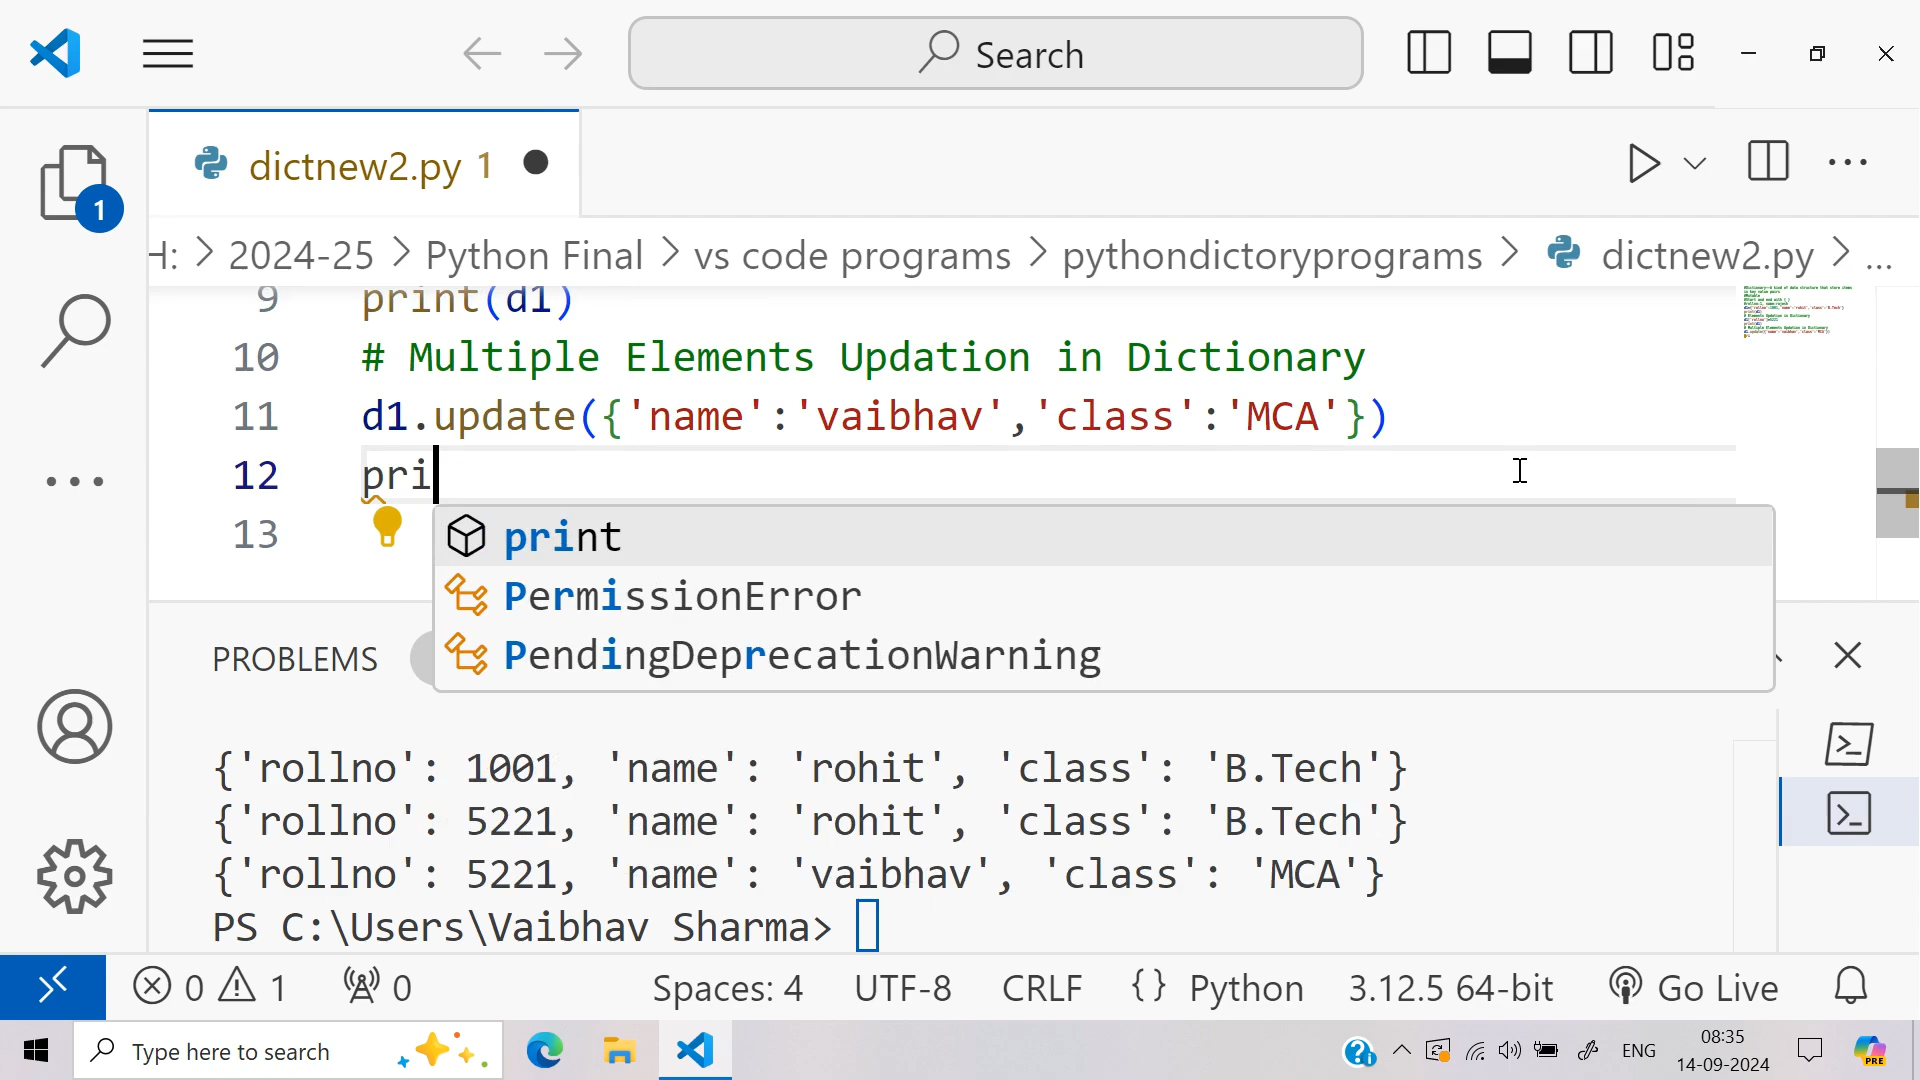 Search
dictnew2.py 1
1
H: > 2024-25 > Python Final > vs code programs > pythondictoryprograms > dictnew2.py > ...
9 print(d1)
10 # Multiple Elements Updation in Dictionary
11 d1.update({'name':'vaibhav','class':'MCA'})
12 pri
13
print
PermissionError
PendingDeprecationWarning
PROBLEMS
{'rollno': 1001, 'name': 'rohit', 'class': 'B.Tech'}
{'rollno': 5221, 'name': 'rohit', 'class': 'B.Tech'}
{'rollno': 5221, 'name': 'vaibhav', 'class': 'MCA'}
PS C:\Users\Vaibhav Sharma>
0 1 0 Spaces: 4 UTF-8 CRLF {} Python 3.12.5 64-bit Go Live
Type here to search
ENG
08:35
14-09-2024
PRE